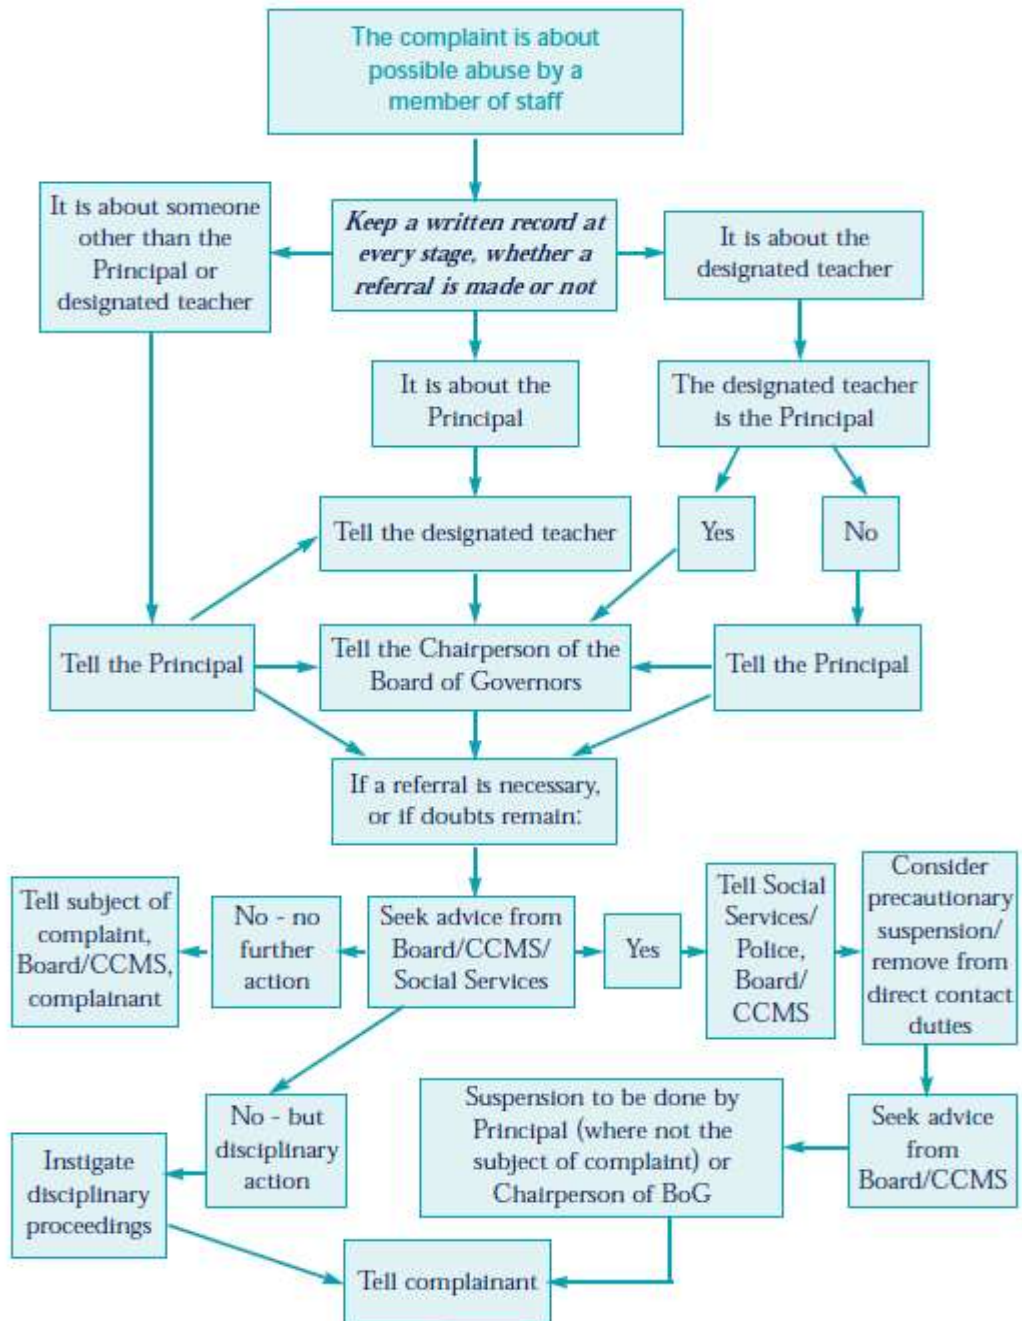 The complaint is about
possible abuse by a
member of staff
It is about someone
other than the
Principal or
designated teacher
Keep a written record at
every stage, whether a
referral is made or not
It is about the
designated teacher
It is about the
Principal
The designated teacher
is the Principal
Tell the designated teacher
Yes
No
Tell the Principal
Tell the Chairperson of the
Board of Governors
Tell the Principal
If a referral is necessary,
or if doubts remain:
Tell subject of
complaint,
Board/CCMS,
complainant
No - no
further
action
Seek advice from
Board/CCMS/
Social Services
Yes
Tell Social
Services/
Police,
Board/
CCMS
Consider
precautionary
suspension/
remove from
direct contact
duties
Instigate
disciplinary
proceedings
No - but
disciplinary
action
Suspension to be done by
Principal (where not the
subject of complaint) or
Chairperson of BoG
Seek advice
from
Board/CCMS
Tell complainant